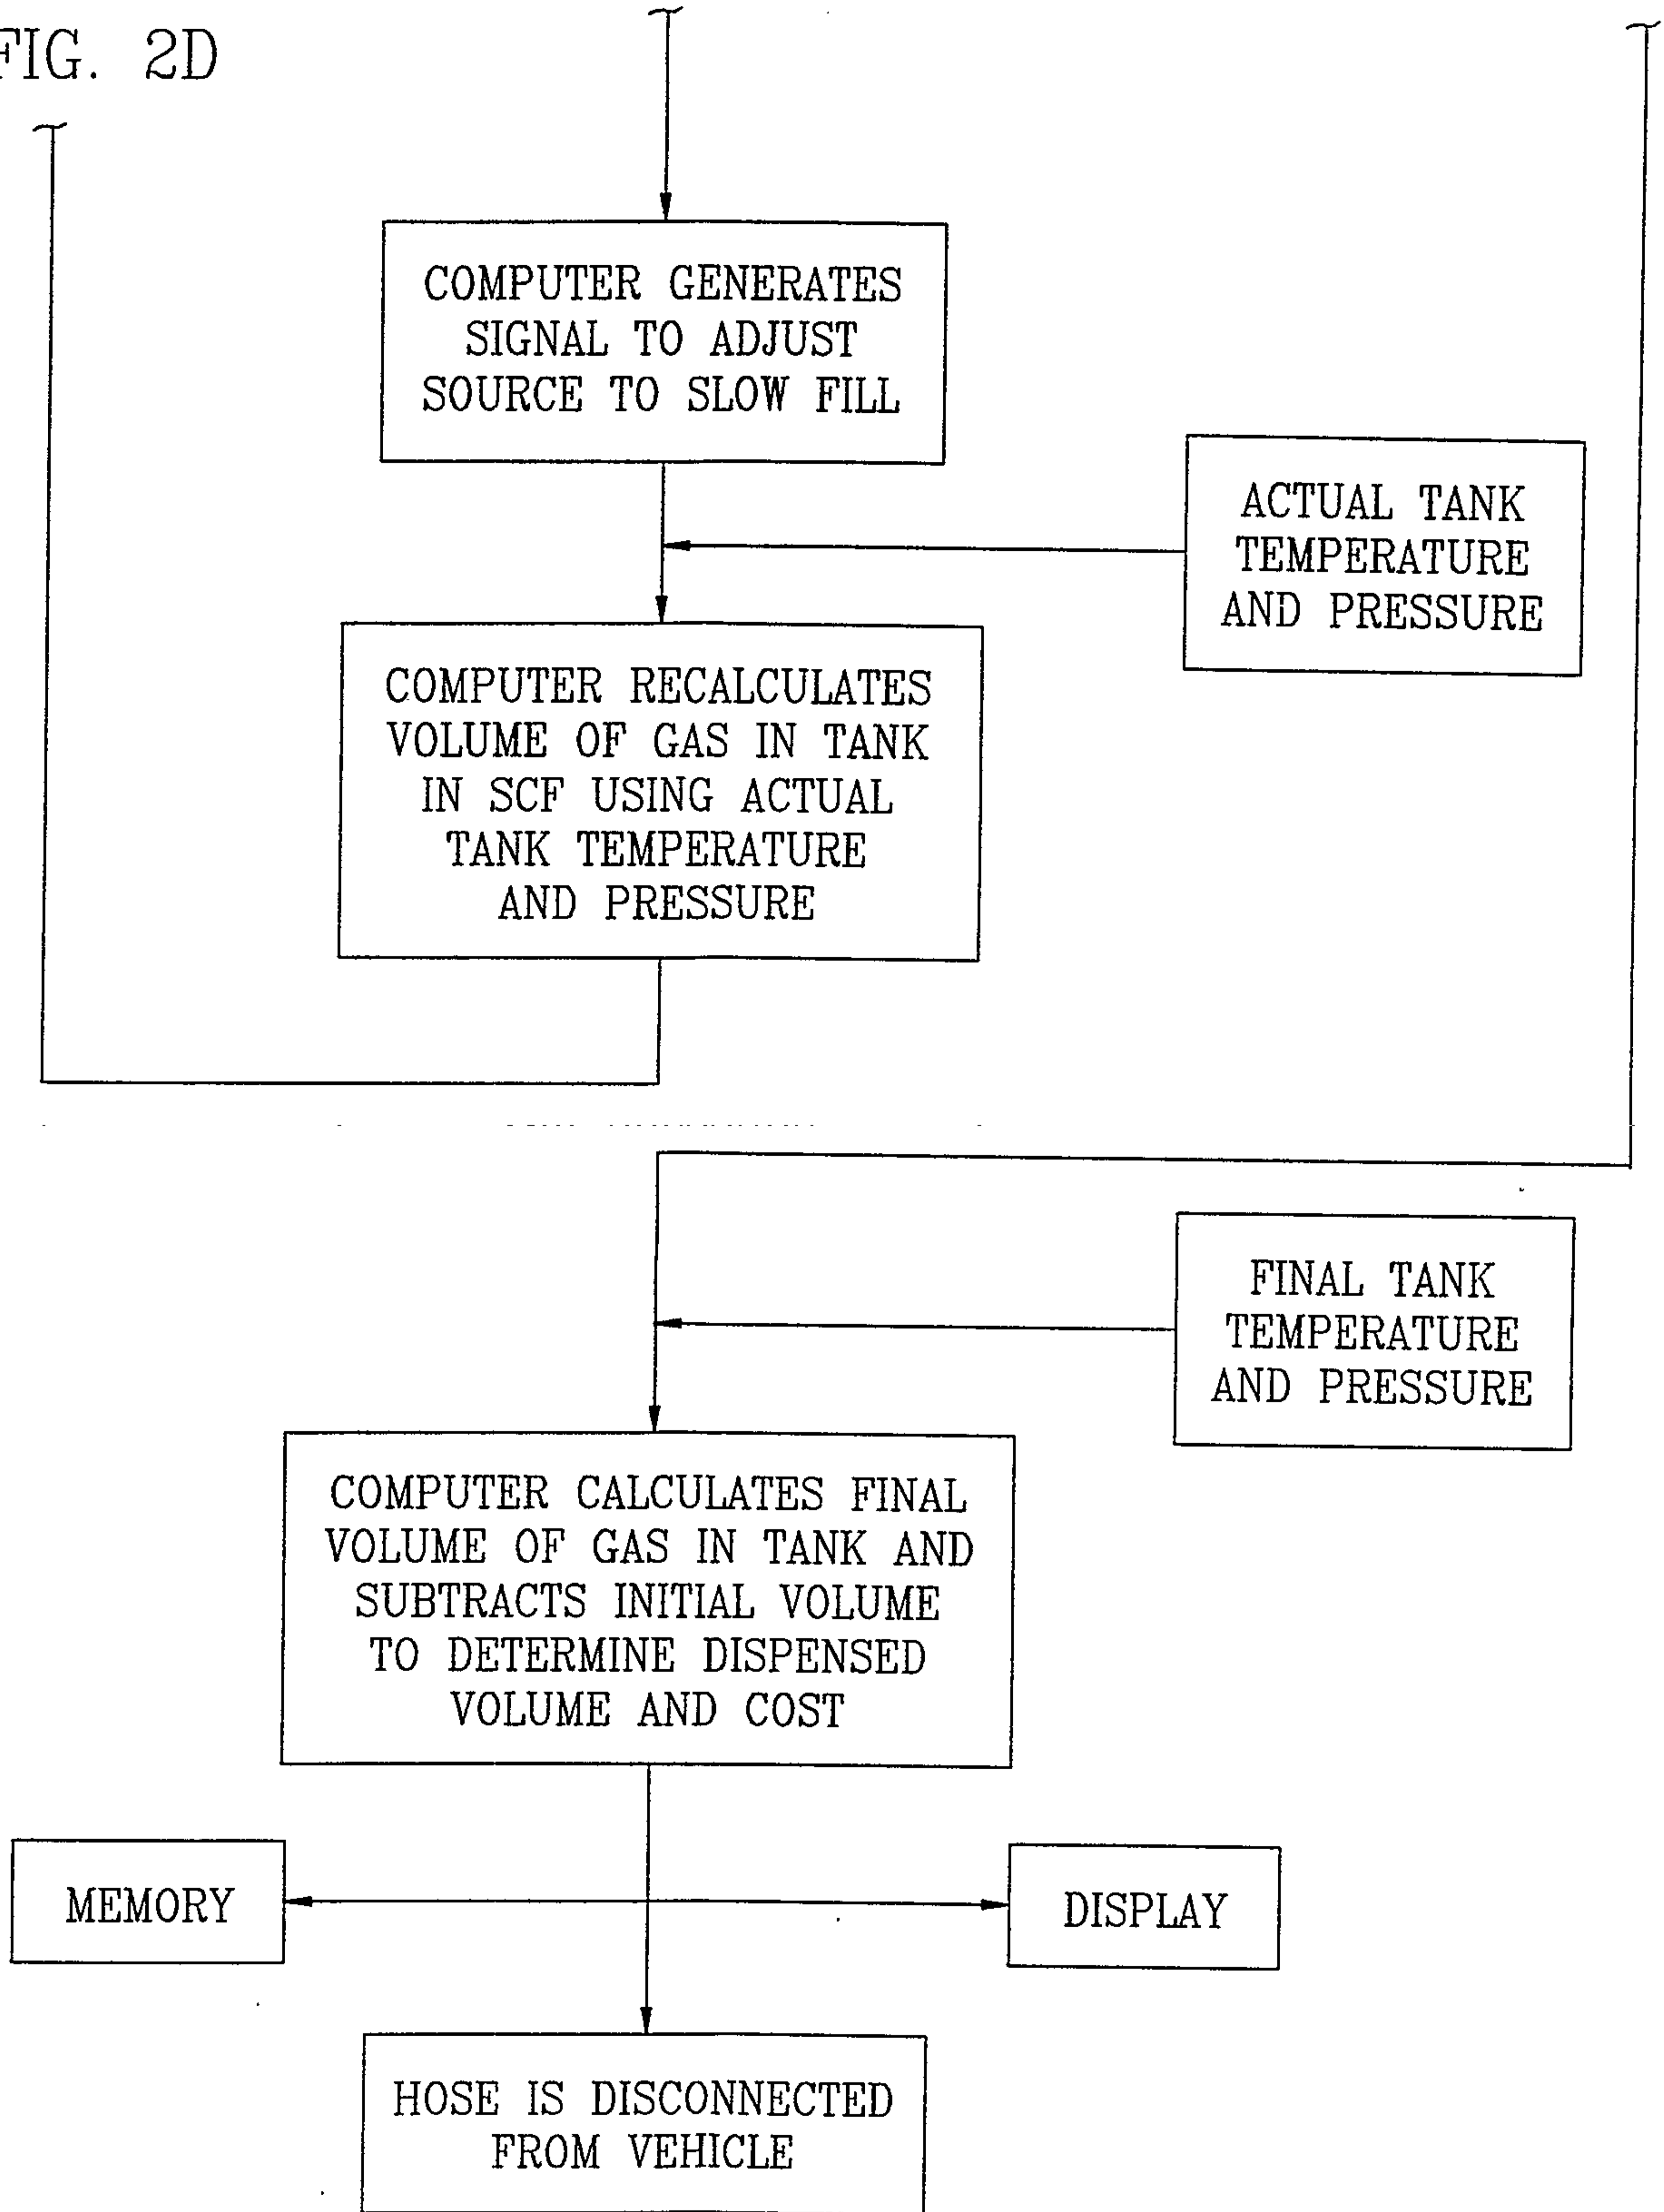 FIG. 2D
COMPUTER GENERATES
SIGNAL TO ADJUST
SOURCE TO SLOW FILL
ACTUAL TANK
TEMPERATURE
AND PRESSURE
COMPUTER RECALCULATES
VOLUME OF GAS IN TANK
IN SCF USING ACTUAL
TANK TEMPERATURE
AND PRESSURE
FINAL TANK
TEMPERATURE
AND PRESSURE
COMPUTER CALCULATES FINAL
VOLUME OF GAS IN TANK AND
SUBTRACTS INITIAL VOLUME
TO DETERMINE DISPENSED
VOLUME AND COST
MEMORY
DISPLAY
HOSE IS DISCONNECTED
FROM VEHICLE